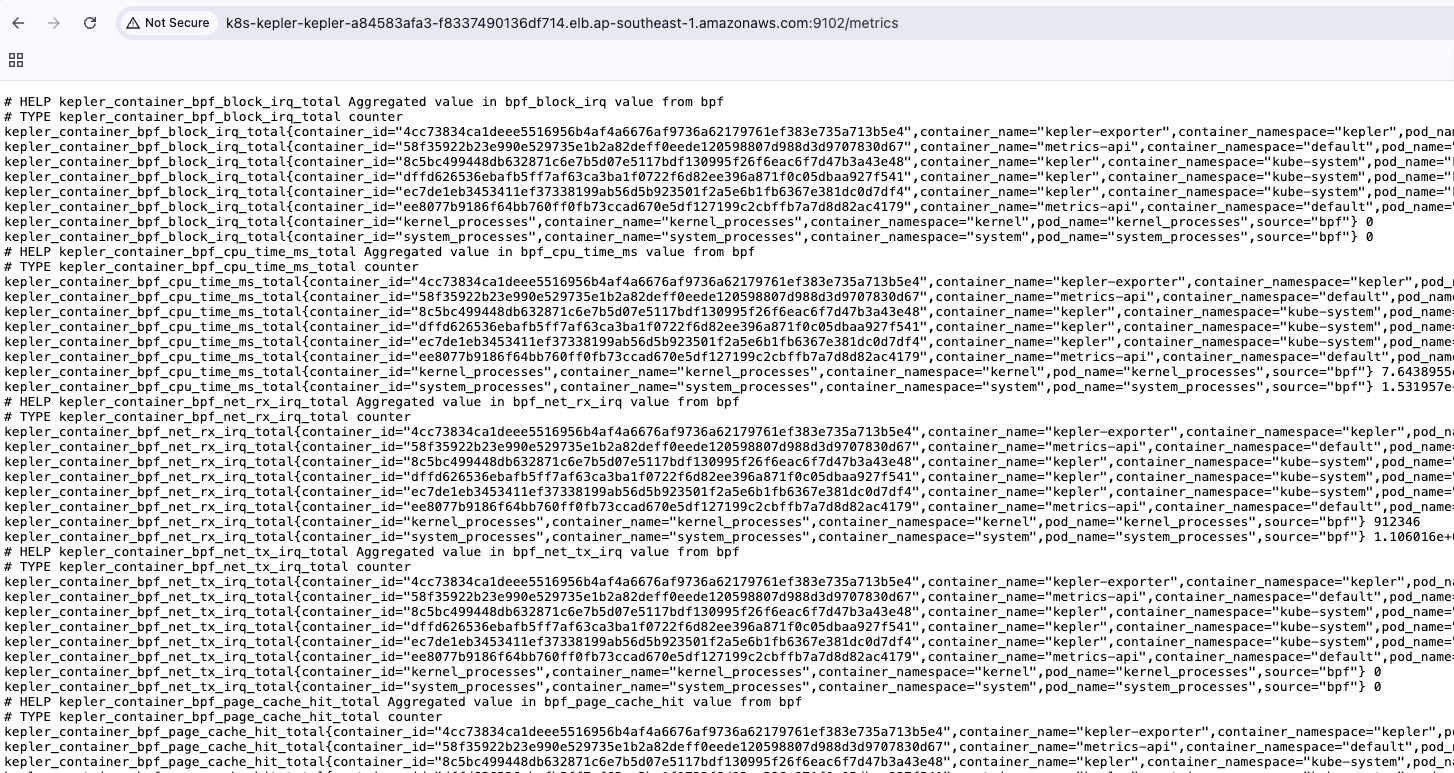 Not Secure k8s-kepler-kepler-a84583afa3-f8337490136df714.elb.ap-southeast-1.amazonaws.com:9102/metrics
# HELP kepler_container_bpf_block_irq_total Aggregated value in bpf_block_irq value from bpf
# TYPE kepler_container_bpf_block_irq_total counter
kepler_container_bpf_block_irq_total{container_id="4cc73834ca1deee5516956b4af4a6676af9736a62179761ef383e735a713b5e4",container_name="kepler-exporter",container_namespace="kepler",pod_nam
kepler_container_bpf_block_irq_total{container_id="58f35922b23e990e529735e1b2a82deff0eede120598807d988d3d9707830d67",container_name="metrics-api",container_namespace="default",pod_name=
kepler_container_bpf_block_irq_total{container_id="8c5bc499448db632871c6e7b5d07e5117bdf130995f26f6eac6f7d47b3a43e48",container_name="kepler",container_namespace="kube-system",pod_name="
kepler_container_bpf_block_irq_total{container_id="dffd626536ebafb5ff7af63ca3ba1f0722f6d82ee396a871f0c05dbaa927f541",container_name="kepler",container_namespace="kube-system",pod_name="
kepler_container_bpf_block_irq_total{container_id="ec7de1eb3453411ef37338199ab56d5b923501f2a5e6b1fb6367e381dc0d7df4",container_name="kepler",container_namespace="kube-system",pod_name="
kepler_container_bpf_block_irq_total{container_id="ee8077b9186f64bb760ff0fb73ccad670e5df127199c2cbffb7a7d8d82ac4179",container_name="metrics-api",container_namespace="default",pod_name=
kepler_container_bpf_block_irq_total{container_id="kernel_processes",container_name="kernel_processes",container_namespace="kernel",pod_name="kernel_processes",source="bpf"} 0
kepler_container_bpf_block_irq_total{container_id="system_processes",container_name="system_processes",container_namespace="system",pod_name="system_processes",source="bpf"} 0
# HELP kepler_container_bpf_cpu_time_ms_total Aggregated value in bpf_cpu_time_ms value from bpf
# TYPE kepler_container_bpf_cpu_time_ms_total counter
kepler_container_bpf_cpu_time_ms_total{container_id="4cc73834ca1deee5516956b4af4a6676af9736a62179761ef383e735a713b5e4",container_name="kepler-exporter",container_namespace="kepler",pod_n
kepler_container_bpf_cpu_time_ms_total{container_id="58f35922b23e990e529735e1b2a82deff0eede120598807d988d3d9707830d67",container_name="metrics-api",container_namespace="default",pod_nam
kepler_container_bpf_cpu_time_ms_total{container_id="8c5bc499448db632871c6e7b5d07e5117bdf130995f26f6eac6f7d47b3a43e48",container_name="kepler",container_namespace="kube-system",pod_name
kepler_container_bpf_cpu_time_ms_total{container_id="dffd626536ebafb5ff7af63ca3ba1f0722f6d82ee396a871f0c05dbaa927f541",container_name="kepler",container_namespace="kube-system",pod_name
kepler_container_bpf_cpu_time_ms_total{container_id="ec7de1eb3453411ef37338199ab56d5b923501f2a5e6b1fb6367e381dc0d7df4",container_name="kepler",container_namespace="kube-system",pod_name
kepler_container_bpf_cpu_time_ms_total{container_id="ee8077b9186f64bb760ff0fb73ccad670e5df127199c2cbffb7a7d8d82ac4179",container_name="metrics-api",container_namespace="default",pod_nam
kepler_container_bpf_cpu_time_ms_total{container_id="kernel_processes",container_name="kernel_processes",container_namespace="kernel",pod_name="kernel_processes",source="bpf"} 7.6438955
kepler_container_bpf_cpu_time_ms_total{container_id="system_processes",container_name="system_processes",container_namespace="system",pod_name="system_processes",source="bpf"} 1.531957e
# HELP kepler_container_bpf_net_rx_irq_total Aggregated value in bpf_net_rx_irq value from bpf
# TYPE kepler_container_bpf_net_rx_irq_total counter
kepler_container_bpf_net_rx_irq_total{container_id="4cc73834ca1deee5516956b4af4a6676af9736a62179761ef383e735a713b5e4",container_name="kepler-exporter",container_namespace="kepler",pod_na
kepler_container_bpf_net_rx_irq_total{container_id="58f35922b23e990e529735e1b2a82deff0eede120598807d988d3d9707830d67",container_name="metrics-api",container_namespace="default",pod_name
kepler_container_bpf_net_rx_irq_total{container_id="8c5bc499448db632871c6e7b5d07e5117bdf130995f26f6eac6f7d47b3a43e48",container_name="kepler",container_namespace="kube-system",pod_name=
kepler_container_bpf_net_rx_irq_total{container_id="dffd626536ebafb5ff7af63ca3ba1f0722f6d82ee396a871f0c05dbaa927f541",container_name="kepler",container_namespace="kube-system",pod_name=
kepler_container_bpf_net_rx_irq_total{container_id="ec7de1eb3453411ef37338199ab56d5b923501f2a5e6b1fb6367e381dc0d7df4",container_name="kepler",container_namespace="kube-system",pod_name=
kepler_container_bpf_net_rx_irq_total{container_id="ee8077b9186f64bb760ff0fb73ccad670e5df127199c2cbffb7a7d8d82ac4179",container_name="metrics-api",container_namespace="default",pod_name
kepler_container_bpf_net_rx_irq_total{container_id="kernel_processes",container_name="kernel_processes",container_namespace="kernel",pod_name="kernel_processes",source="bpf"} 912346
kepler_container_bpf_net_rx_irq_total{container_id="system_processes",container_name="system_processes",container_namespace="system",pod_name="system_processes",source="bpf"} 1.106016e+
# HELP kepler_container_bpf_net_tx_irq_total Aggregated value in bpf_net_tx_irq value from bpf
# TYPE kepler_container_bpf_net_tx_irq_total counter
kepler_container_bpf_net_tx_irq_total{container_id="4cc73834ca1deee5516956b4af4a6676af9736a62179761ef383e735a713b5e4",container_name="kepler-exporter",container_namespace="kepler",pod_na
kepler_container_bpf_net_tx_irq_total{container_id="58f35922b23e990e529735e1b2a82deff0eede120598807d988d3d9707830d67",container_name="metrics-api",container_namespace="default",pod_name
kepler_container_bpf_net_tx_irq_total{container_id="8c5bc499448db632871c6e7b5d07e5117bdf130995f26f6eac6f7d47b3a43e48",container_name="kepler",container_namespace="kube-system",pod_name=
kepler_container_bpf_net_tx_irq_total{container_id="dffd626536ebafb5ff7af63ca3ba1f0722f6d82ee396a871f0c05dbaa927f541",container_name="kepler",container_namespace="kube-system",pod_name=
kepler_container_bpf_net_tx_irq_total{container_id="ec7de1eb3453411ef37338199ab56d5b923501f2a5e6b1fb6367e381dc0d7df4",container_name="kepler",container_namespace="kube-system",pod_name=
kepler_container_bpf_net_tx_irq_total{container_id="ee8077b9186f64bb760ff0fb73ccad670e5df127199c2cbffb7a7d8d82ac4179",container_name="metrics-api",container_namespace="default",pod_name
kepler_container_bpf_net_tx_irq_total{container_id="kernel_processes",container_name="kernel_processes",container_namespace="kernel",pod_name="kernel_processes",source="bpf"} 0
kepler_container_bpf_net_tx_irq_total{container_id="system_processes",container_name="system_processes",container_namespace="system",pod_name="system_processes",source="bpf"} 0
# HELP kepler_container_bpf_page_cache_hit_total Aggregated value in bpf_page_cache_hit value from bpf
# TYPE kepler_container_bpf_page_cache_hit_total counter
kepler_container_bpf_page_cache_hit_total{container_id="4cc73834ca1deee5516956b4af4a6676af9736a62179761ef383e735a713b5e4",container_name="kepler-exporter",container_namespace="kepler",po
kepler_container_bpf_page_cache_hit_total{container_id="58f35922b23e990e529735e1b2a82deff0eede120598807d988d3d9707830d67",container_name="metrics-api",container_namespace="default",pod_
kepler_container_bpf_page_cache_hit_total{container_id="8c5bc499448db632871c6e7b5d07e5117bdf130995f26f6eac6f7d47b3a43e48",container_name="kepler",container_namespace="kube-system",pod_n